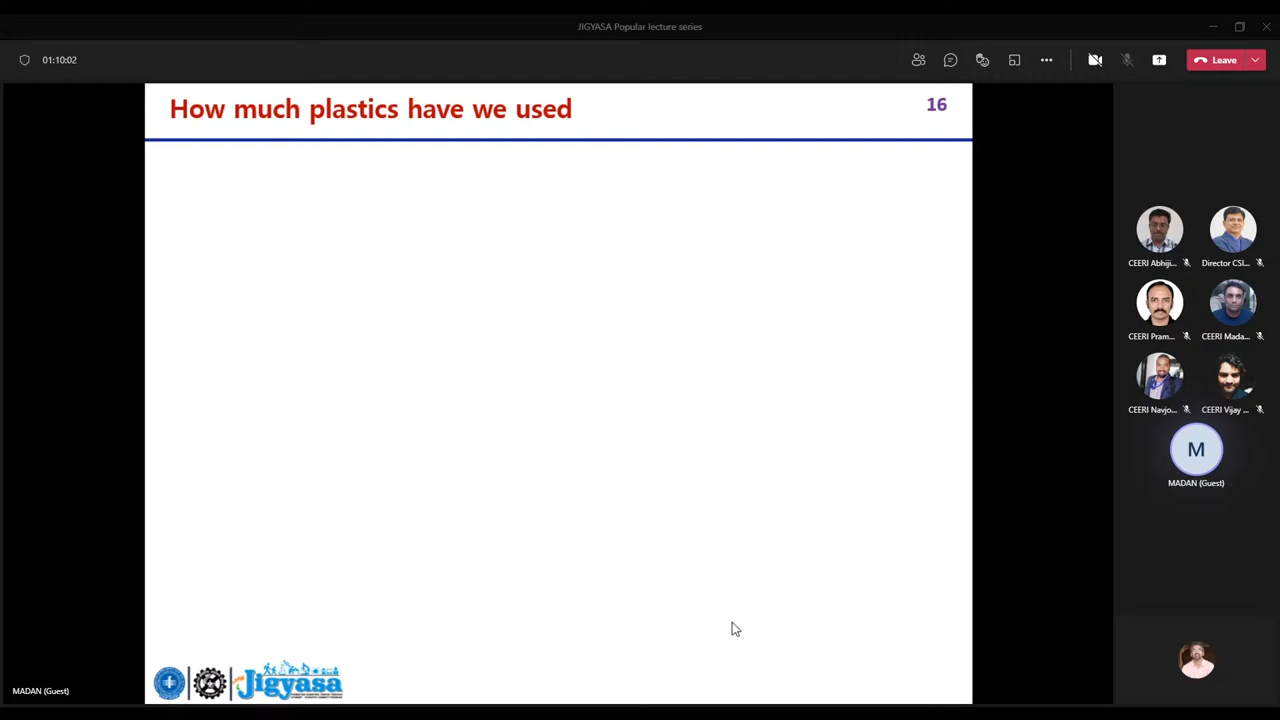 JIGYASA Popular lecture series
01:10:02
Leave
How much plastics have we used
16
CEERI Abhiji...
Director CSI...
CEERI Pram...
CEERI Mada...
CEERI Navjo...
CEERI Vijay ...
M
MADAN (Guest)
Jigyasa
MADAN (Guest)